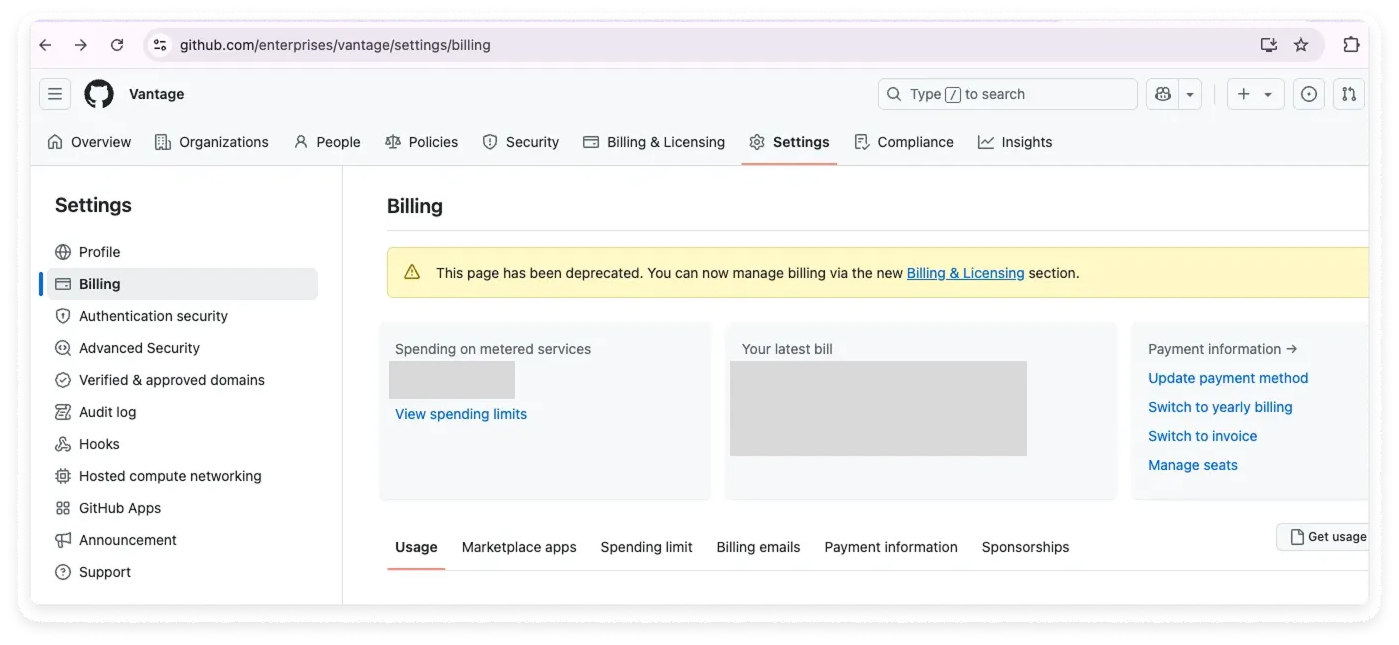 github.com/enterprises/vantage/settings/billing
Vantage
Type / to search
Overview Organizations People Policies Security Billing & Licensing Settings Compliance Insights
Settings
Profile
Billing
Authentication security
Advanced Security
Verified & approved domains
Audit log
Hooks
Hosted compute networking
GitHub Apps
Announcement
Support
Billing
This page has been deprecated. You can now manage billing via the new Billing & Licensing section.
Spending on metered services
View spending limits
Your latest bill
Payment information →
Update payment method
Switch to yearly billing
Switch to invoice
Manage seats
Usage Marketplace apps Spending limit Billing emails Payment information Sponsorships
Get usage